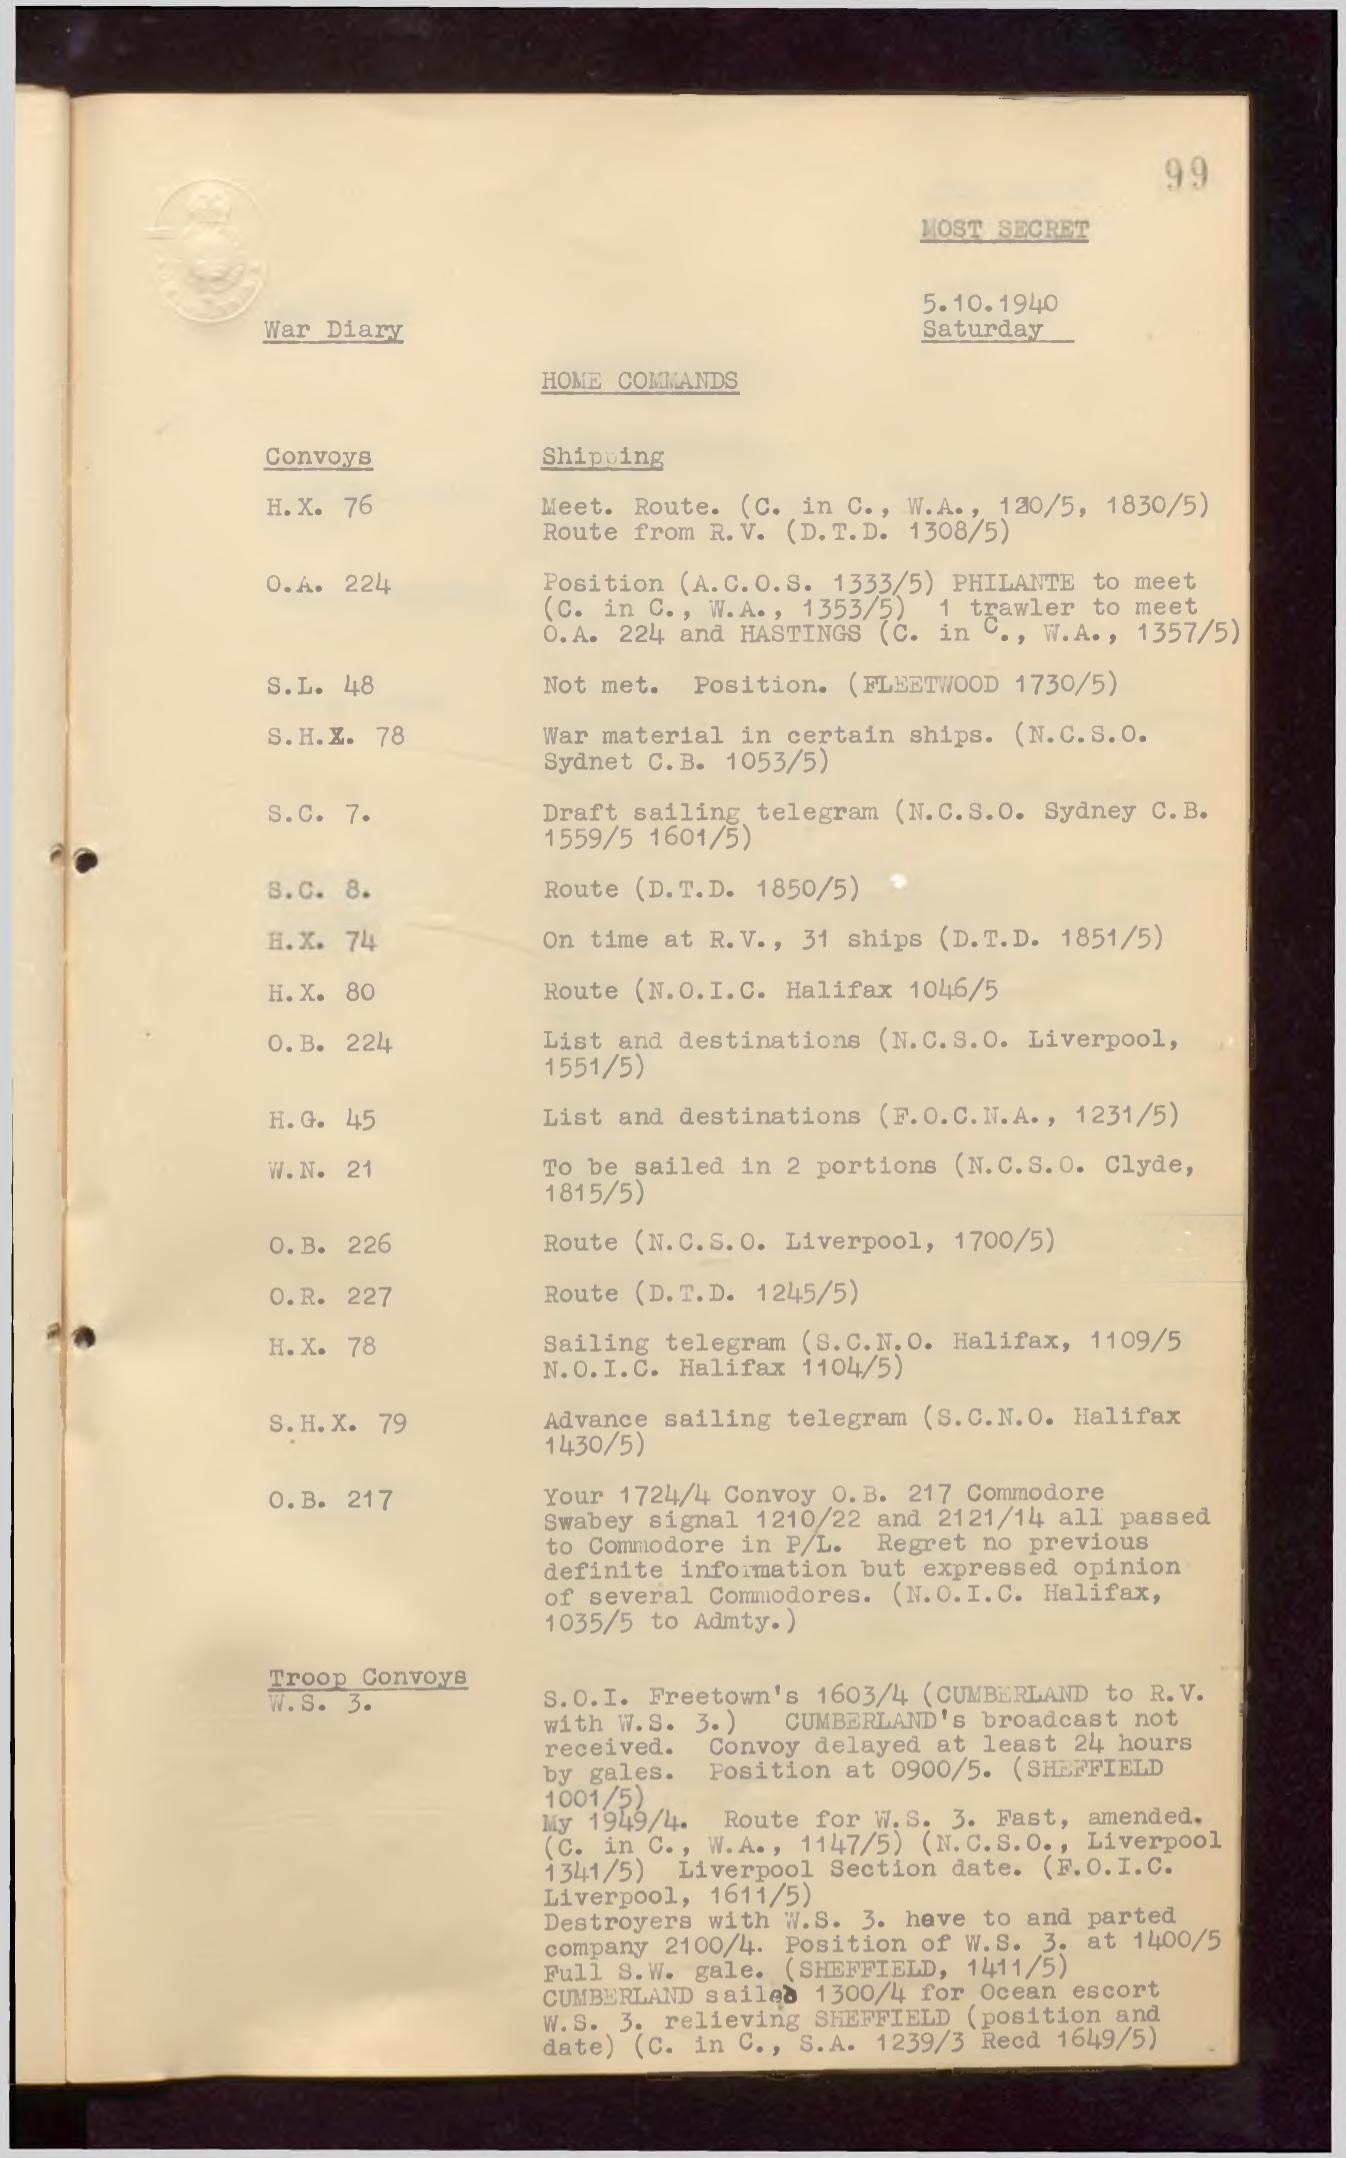 99
MOST SECRET
5.10.1940
War Diary Saturday
HOME COMMANDS
Convoys Shipping
H.X. 76 Meet. Route. (C. in C., W.A., 1230/5, 1830/5)
Route from R.V. (D.T.D. 1308/5)
O.A. 224 Position (A.C.O.S. 1333/5) PHILANTE to meet
(C. in C., W.A., 1353/5) 1 trawler to meet
O.A. 224 and HASTINGS (C. in C., W.A., 1357/5)
S.L. 48 Not met. Position. (FLEETWOOD 1730/5)
S.H.X. 78 War material in certain ships. (N.C.S.O.
Sydnet C.B. 1053/5)
S.C. 7. Draft sailing telegram (N.C.S.O. Sydney C.B.
1559/5 1601/5)
S.C. 8. Route (D.T.D. 1850/5)
H.X. 74 On time at R.V., 31 ships (D.T.D. 1851/5)
H.X. 80 Route (N.O.I.C. Halifax 1046/5
O.B. 224 List and destinations (N.C.S.O. Liverpool,
1551/5)
H.G. 45 List and destinations (F.O.C.N.A., 1231/5)
W.N. 21 To be sailed in 2 portions (N.C.S.O. Clyde,
1815/5)
O.B. 226 Route (N.C.S.O. Liverpool, 1700/5)
O.R. 227 Route (D.T.D. 1245/5)
H.X. 78 Sailing telegram (S.C.N.O. Halifax, 1109/5
N.O.I.C. Halifax 1104/5)
S.H.X. 79 Advance sailing telegram (S.C.N.O. Halifax
1430/5)
O.B. 217 Your 1724/4 Convoy O.B. 217 Commodore
Swabey signal 1210/22 and 2121/14 all passed
to Commodore in P/L. Regret no previous
definite information but expressed opinion
of several Commodores. (N.O.I.C. Halifax,
1035/5 to Admty.)
Troop Convoys
W.S. 3. S.O.I. Freetown's 1603/4 (CUMBERLAND to R.V.
with W.S. 3.) CUMBERLAND's broadcast not
received. Convoy delayed at least 24 hours
by gales. Position at 0900/5. (SHEFFIELD
1001/5)
My 1949/4. Route for W.S. 3. Fast, amended.
(C. in C., W.A., 1147/5) (N.C.S.O., Liverpool
1341/5) Liverpool Section date. (F.O.I.C.
Liverpool, 1611/5)
Destroyers with W.S. 3. hove to and parted
company 2100/4. Position of W.S. 3. at 1400/5
Full S.W. gale. (SHEFFIELD, 1411/5)
CUMBERLAND sailed 1300/4 for Ocean escort
W.S. 3. relieving SHEFFIELD (position and
date) (C. in C., S.A. 1239/3 Recd 1649/5)